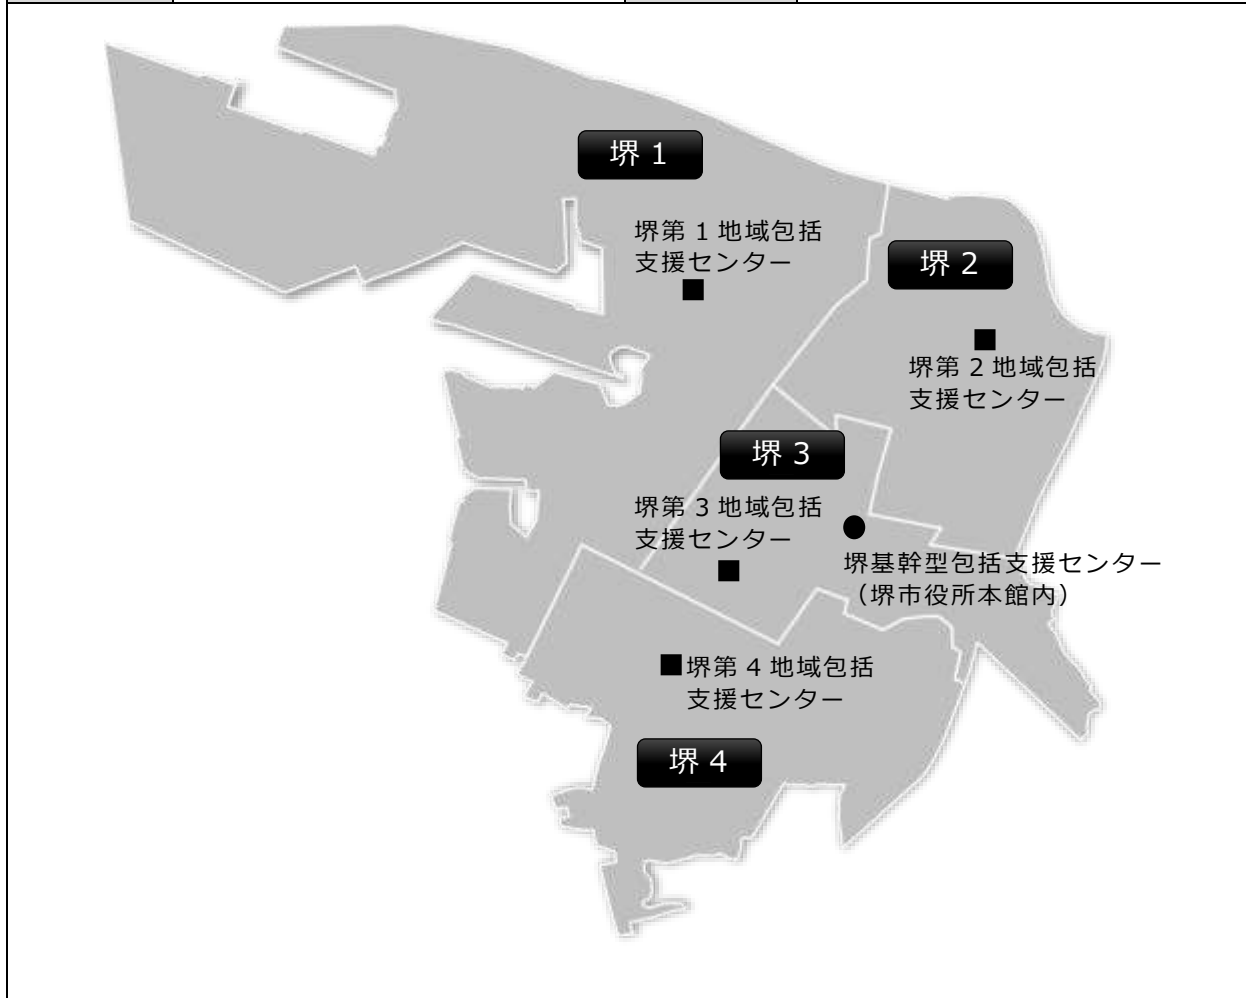 堺 1
堺第 1 地域包括
支援センター
堺 2
堺第 2 地域包括
支援センター
堺 3
堺第 3 地域包括
支援センター
堺基幹型包括支援センター
（堺市役所本館内）
堺第 4 地域包括
支援センター
堺 4